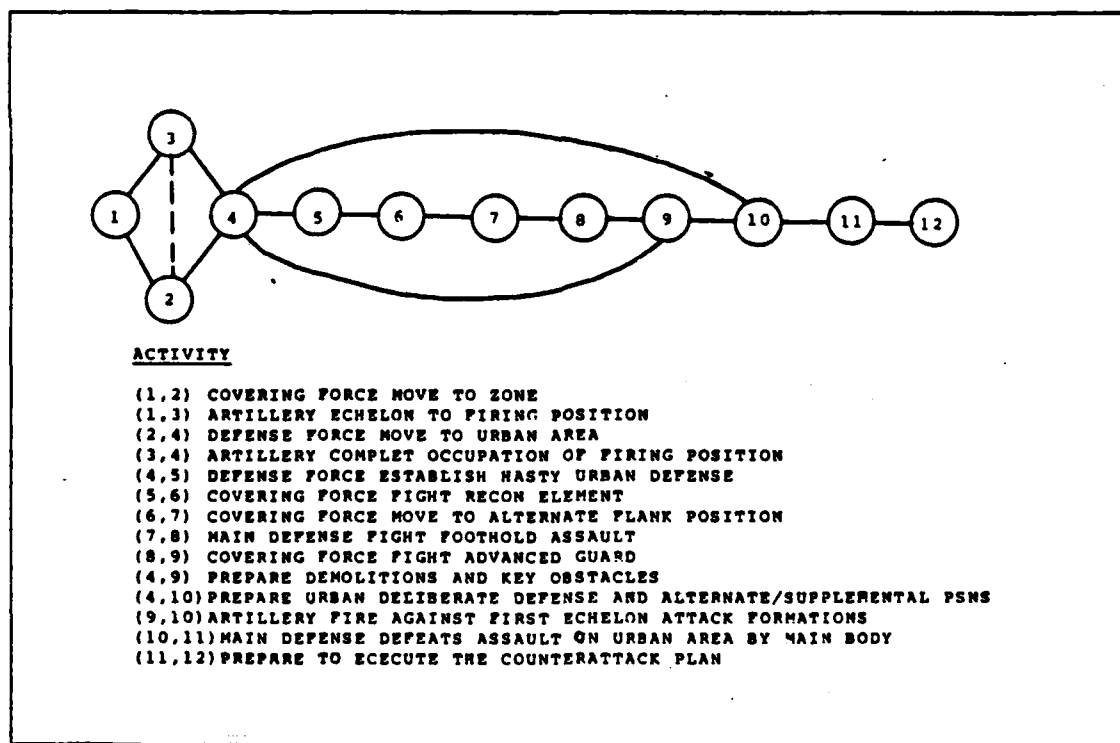 3
1 4 5 6 7 8 9 10 11 12
2
ACTIVITY
(1,2) COVERING FORCE MOVE TO ZONE
(1,3) ARTILLERY ECHELON TO FIRING POSITION
(2,4) DEFENSE FORCE MOVE TO URBAN AREA
(3,4) ARTILLERY COMPLET OCCUPATION OF FIRING POSITION
(4,5) DEFENSE FORCE ESTABLISH HASTY URBAN DEFENSE
(5,6) COVERING FORCE FIGHT RECON ELEMENT
(6,7) COVERING FORCE MOVE TO ALTERNATE FLANK POSITION
(7,8) MAIN DEFENSE FIGHT FOOTHOLD ASSAULT
(8,9) COVERING FORCE FIGHT ADVANCED GUARD
(4,9) PREPARE DEMOLITIONS AND KEY OBSTACLES
(4,10) PREPARE URBAN DELIBERATE DEFENSE AND ALTERNATE/SUPPLEMENTAL PSNS
(9,10) ARTILLERY FIRE AGAINST FIRST ECHELON ATTACK FORMATIONS
(10,11) MAIN DEFENSE DEFEATS ASSAULT ON URBAN AREA BY MAIN BODY
(11,12) PREPARE TO ECECUTE THE COUNTERATTACK PLAN